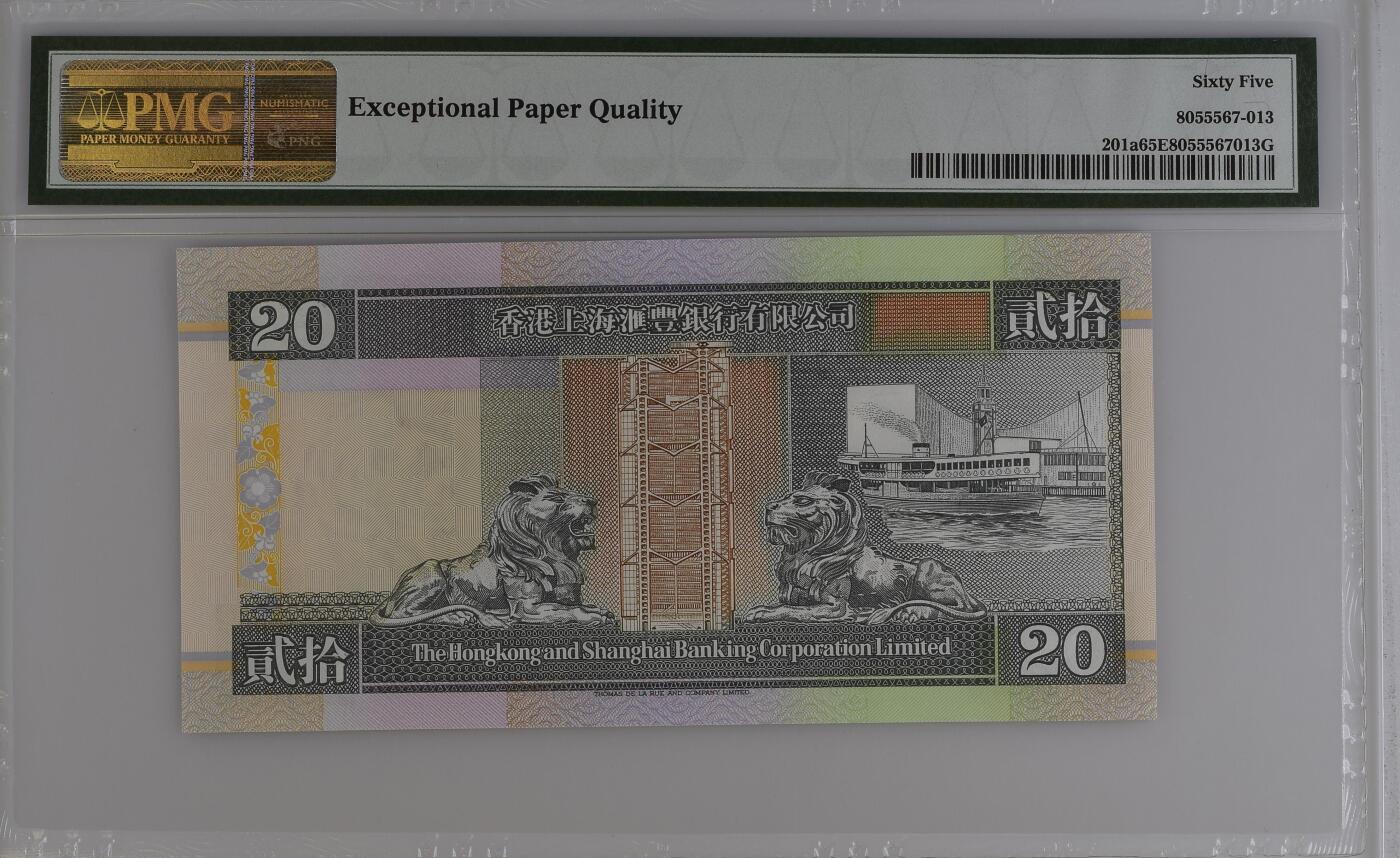 PMG
PAPER MONEY GUARANTY
NUMISMATIC
PNG
Exceptional Paper Quality
Sixty Five
8055567-013
201a65E8055567013G
20
香港上海滙豐銀行有限公司
貳拾
貳拾
The Hongkong and Shanghai Banking Corporation Limited
20
THOMAS DE LA RUE AND COMPANY LIMITED